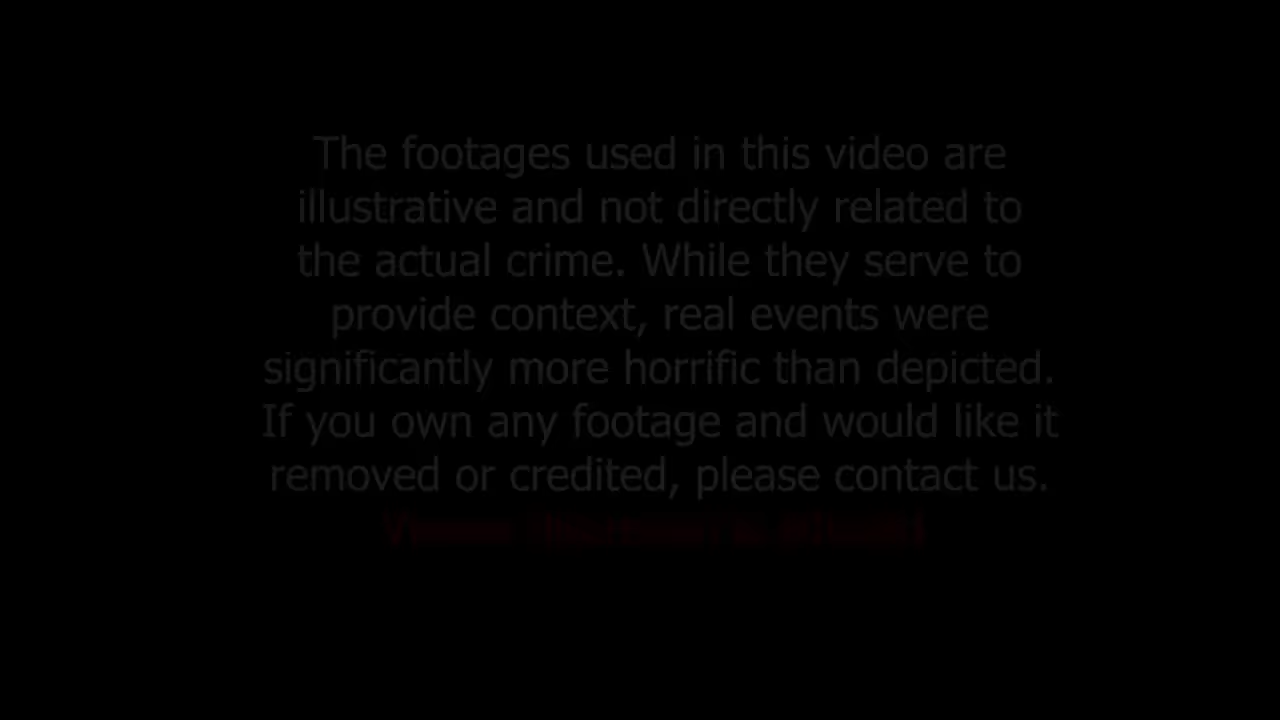 The footages used in this video are
illustrative and not directly related to
the actual crime. While they serve to
provide context, real events were
significantly more horrific than depicted.
If you own any footage and would like it
removed or credited, please contact us.